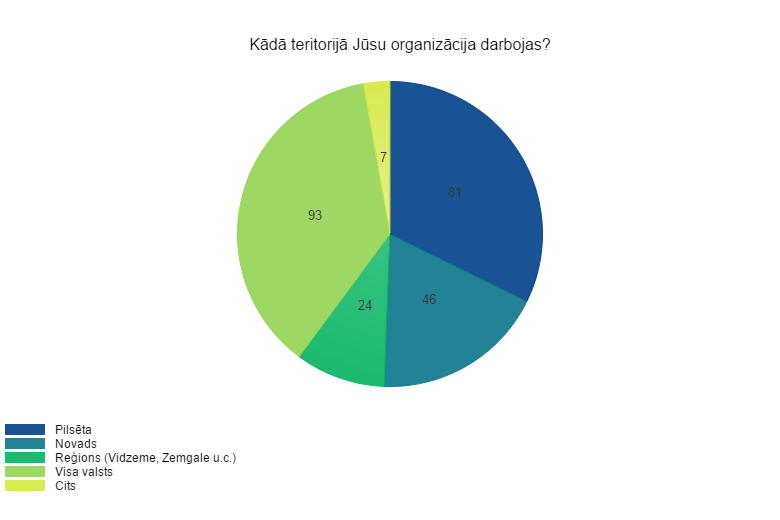 Kādā teritorijā Jūsu organizācija darbojas?
7
81
93
46
24
Pilsēta
Novads
Reģions (Vidzeme, Zemgale u.c.)
Visa valsts
Cits